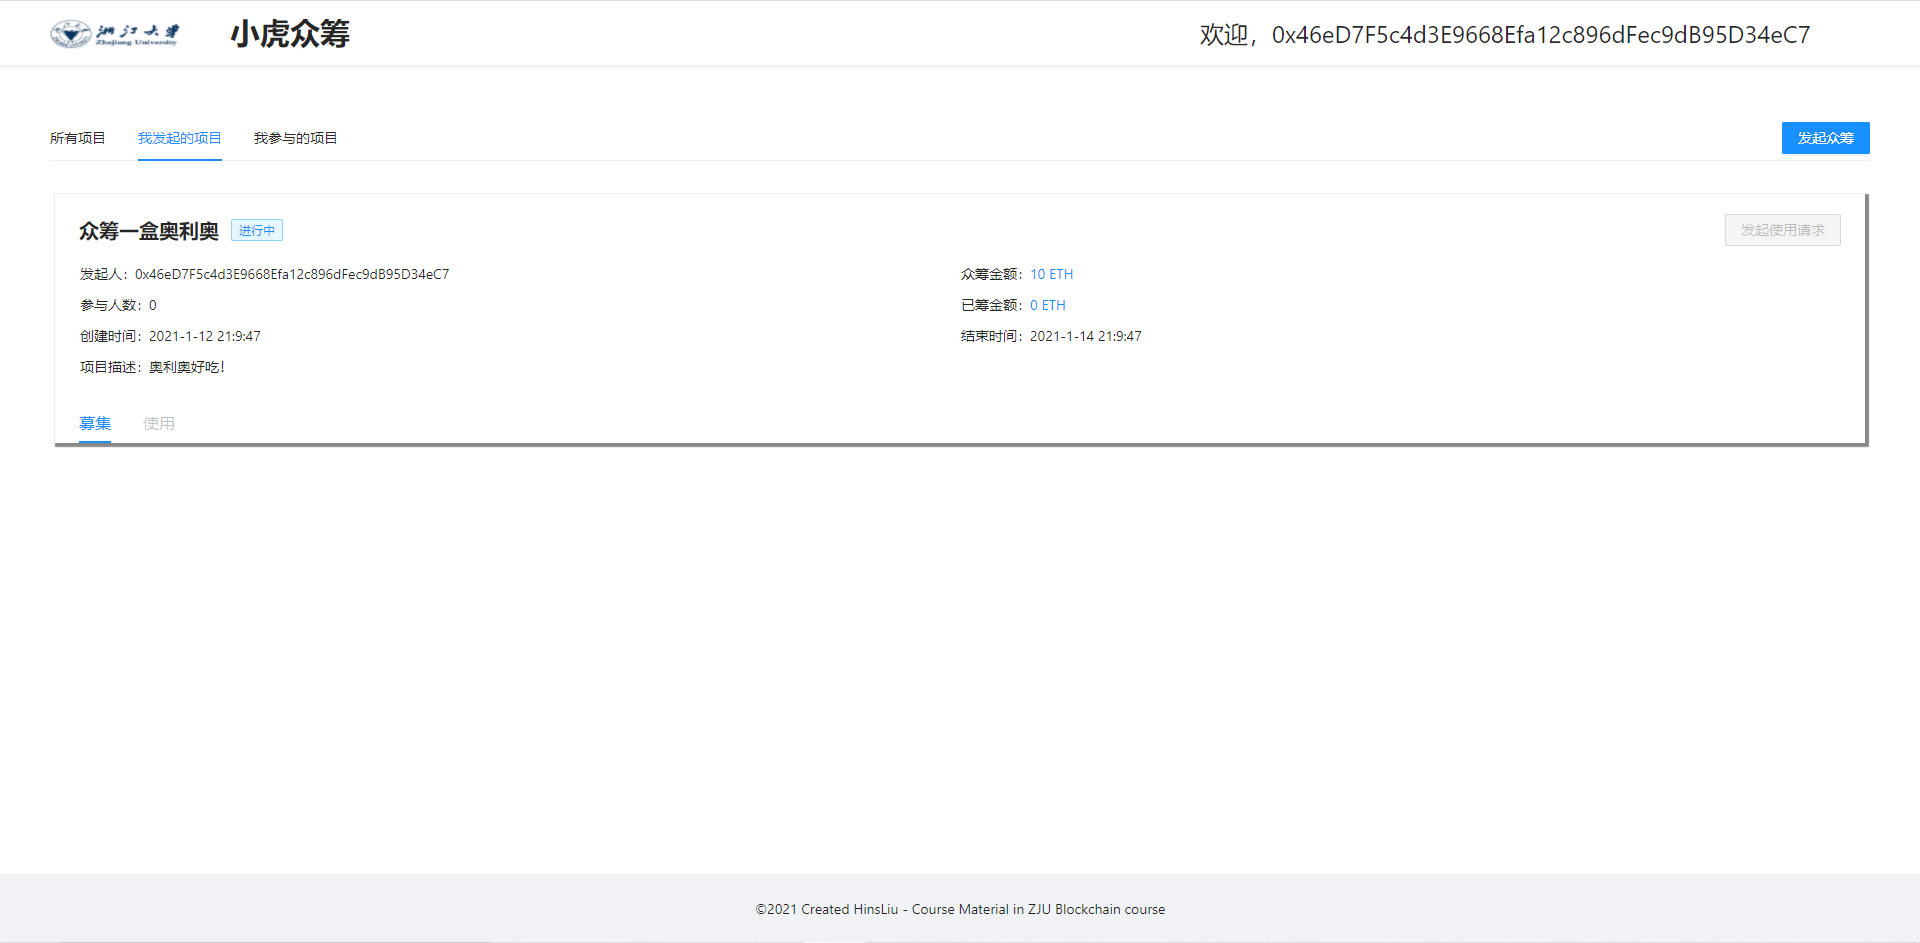 浙江大学
Zhejiang University
小虎众筹
欢迎，0x46eD7F5c4d3E9668Efa12c896dFec9dB95D34eC7
所有项目 我发起的项目 我参与的项目 发起众筹
众筹一盒奥利奥 进行中 发起使用请求
发起人：0x46eD7F5c4d3E9668Efa12c896dFec9dB95D34eC7 众筹金额：10 ETH
参与人数：0 已筹金额：0 ETH
创建时间：2021-1-12 21:9:47 结束时间：2021-1-14 21:9:47
项目描述：奥利奥好吃！
募集 使用
©2021 Created HinsLiu - Course Material in ZJU Blockchain course